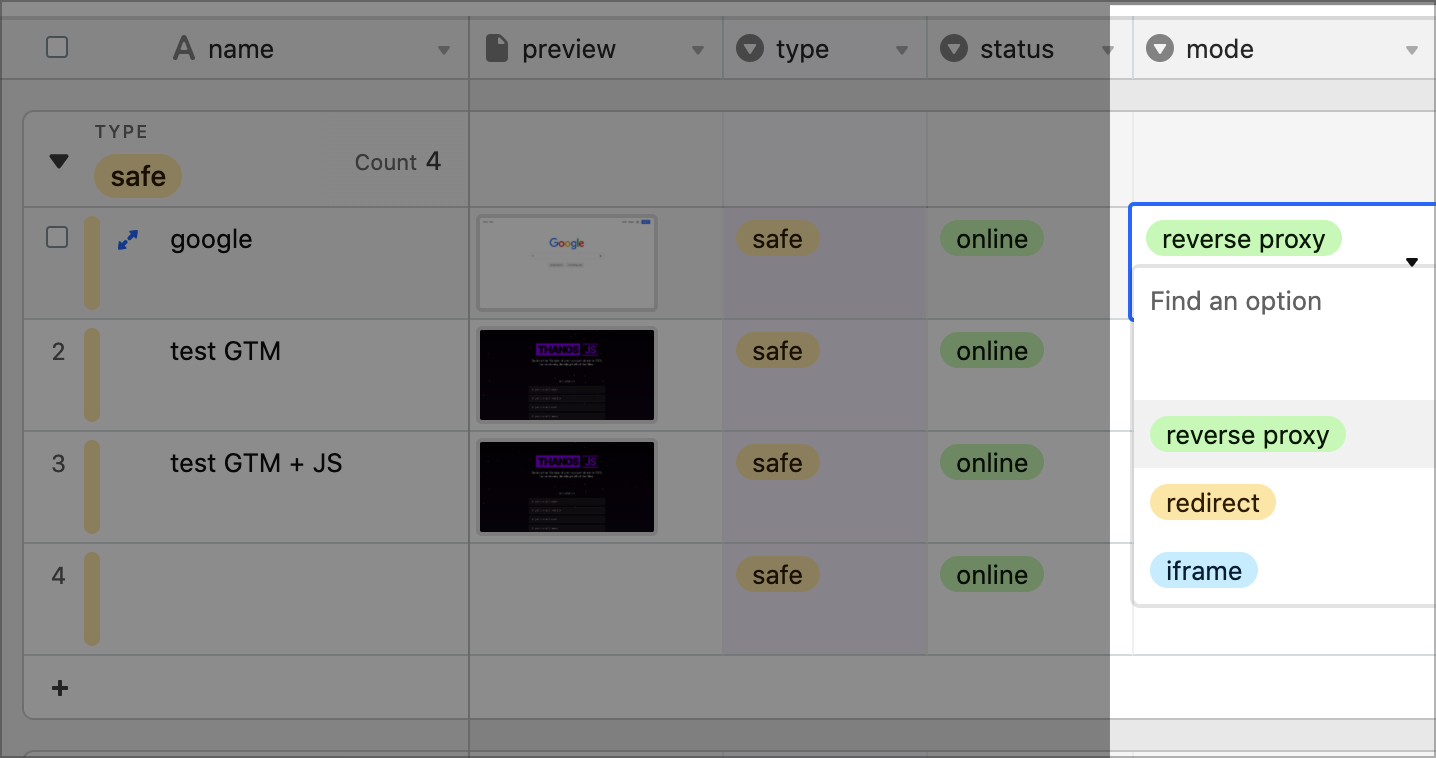 name preview type status mode
TYPE
safe Count 4
google Google safe online reverse proxy
Find an option
2 test GTM THANOS JS safe online
reverse proxy
3 test GTM + JS THANOS JS safe online
redirect
4 safe online
iframe
+